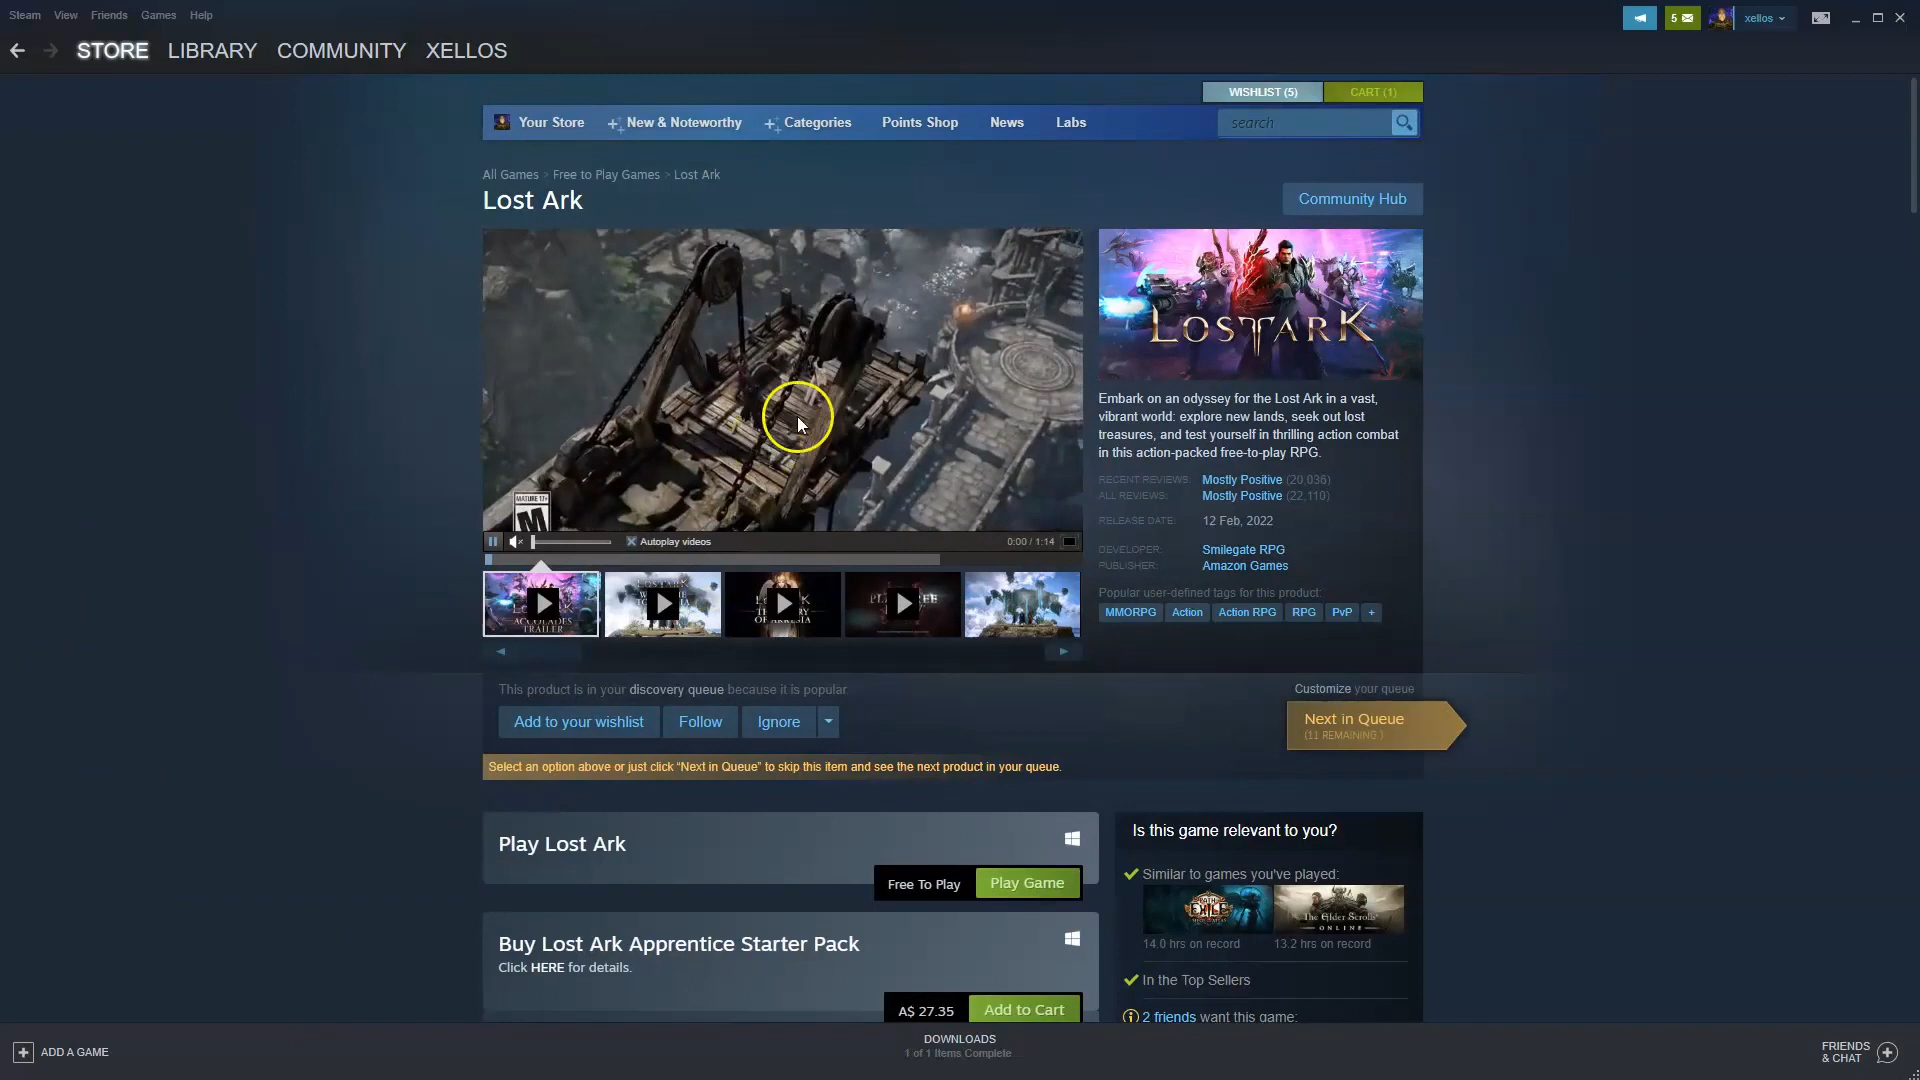 Steam View Friends Games Help
5
xellos
STORE LIBRARY COMMUNITY XELLOS
WISHLIST (5) CART (1)
Your Store New & Noteworthy Categories Points Shop News Labs search
All Games > Free to Play Games > Lost Ark
Lost Ark
Community Hub
LOST ARK
Embark on an odyssey for the Lost Ark in a vast,
vibrant world: explore new lands, seek out lost
treasures, and test yourself in thrilling action combat
in this action-packed free-to-play RPG.
RECENT REVIEWS: Mostly Positive (20,036)
ALL REVIEWS: Mostly Positive (22,110)
RELEASE DATE: 12 Feb, 2022
DEVELOPER: Smilegate RPG
PUBLISHER: Amazon Games
Popular user-defined tags for this product:
MMORPG Action Action RPG RPG PvP +
MATURE 17+
M
Autoplay videos
0:00 / 1:14
ACCOLADES
TRAILER
This product is in your discovery queue because it is popular
Add to your wishlist Follow Ignore
Customize your queue
Next in Queue
(11 REMAINING )
Select an option above or just click “Next in Queue” to skip this item and see the next product in your queue.
Play Lost Ark
Free To Play Play Game
Buy Lost Ark Apprentice Starter Pack
Click HERE for details.
A$ 27.35 Add to Cart
Is this game relevant to you?
Similar to games you've played:
PATH OF EXILE
The Elder Scrolls
ONLINE
14.0 hrs on record 13.2 hrs on record
In the Top Sellers
2 friends want this game:
ADD A GAME
DOWNLOADS
1 of 1 Items Complete
FRIENDS
& CHAT